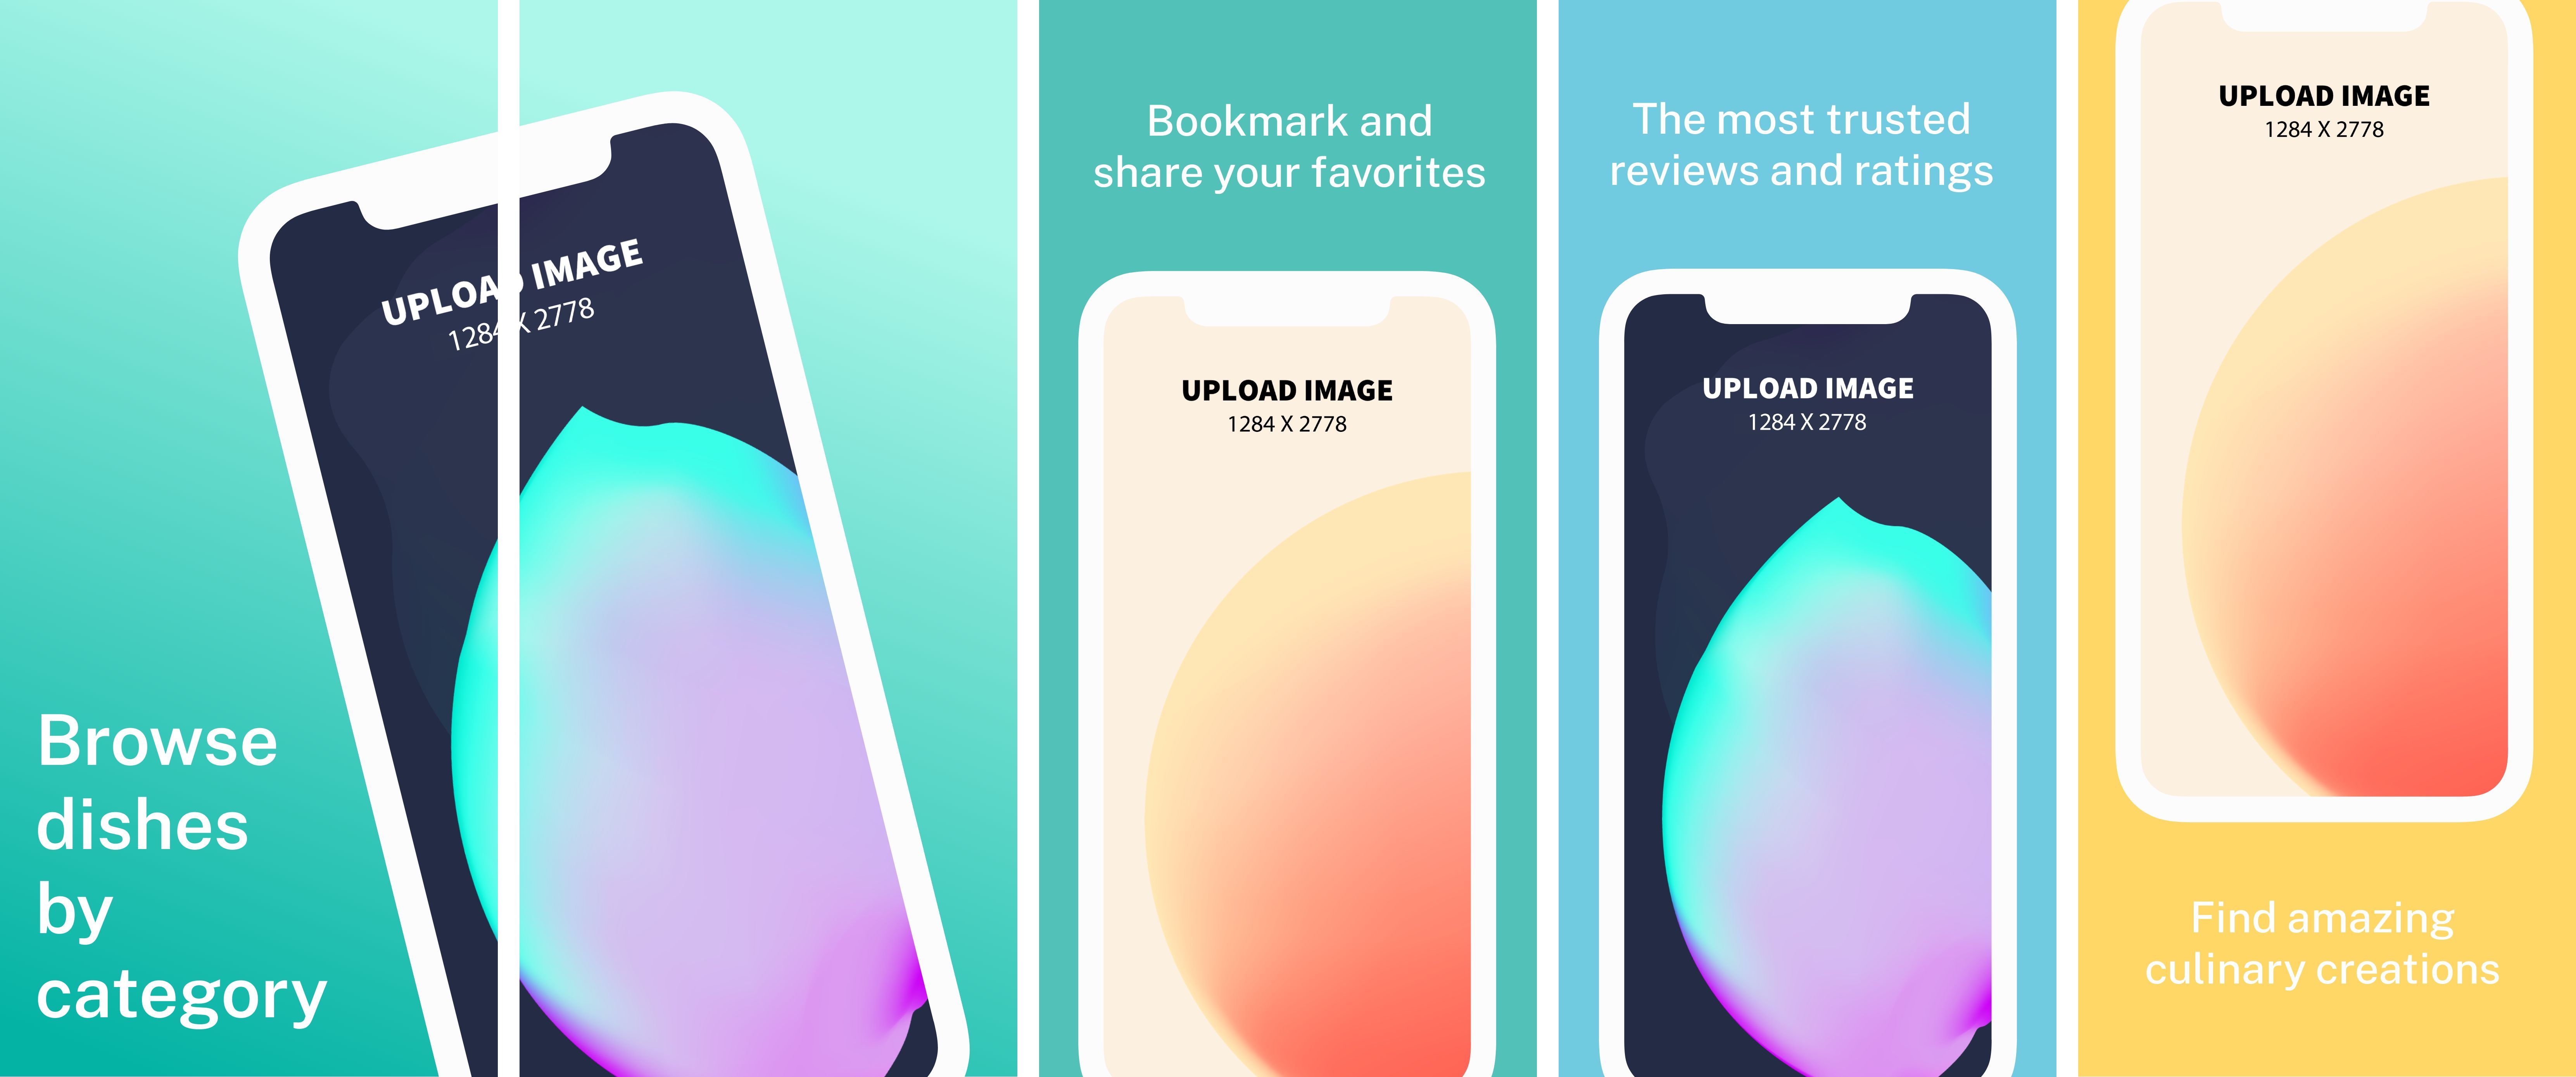 Browse
dishes
by
category
UPLOAD IMAGE
1284 X 2778
Bookmark and
share your favorites
UPLOAD IMAGE
1284 X 2778
The most trusted
reviews and ratings
UPLOAD IMAGE
1284 X 2778
UPLOAD IMAGE
1284 X 2778
Find amazing
culinary creations